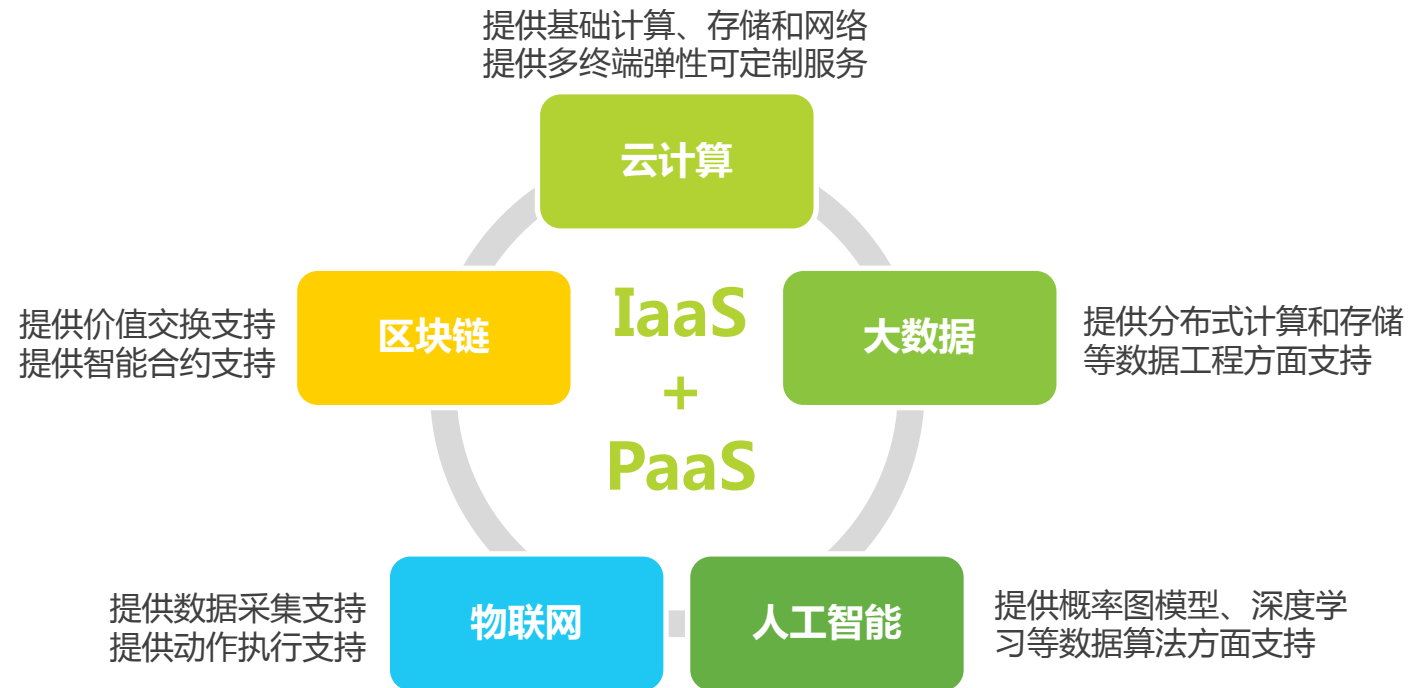 提供基础计算、存储和网络
提供多终端弹性可定制服务
云计算
提供价值交换支持
提供智能合约支持
区块链
IaaS
+
PaaS
大数据
提供分布式计算和存储
等数据工程方面支持
提供数据采集支持
提供动作执行支持
物联网
人工智能
提供概率图模型、深度学
习等数据算法方面支持